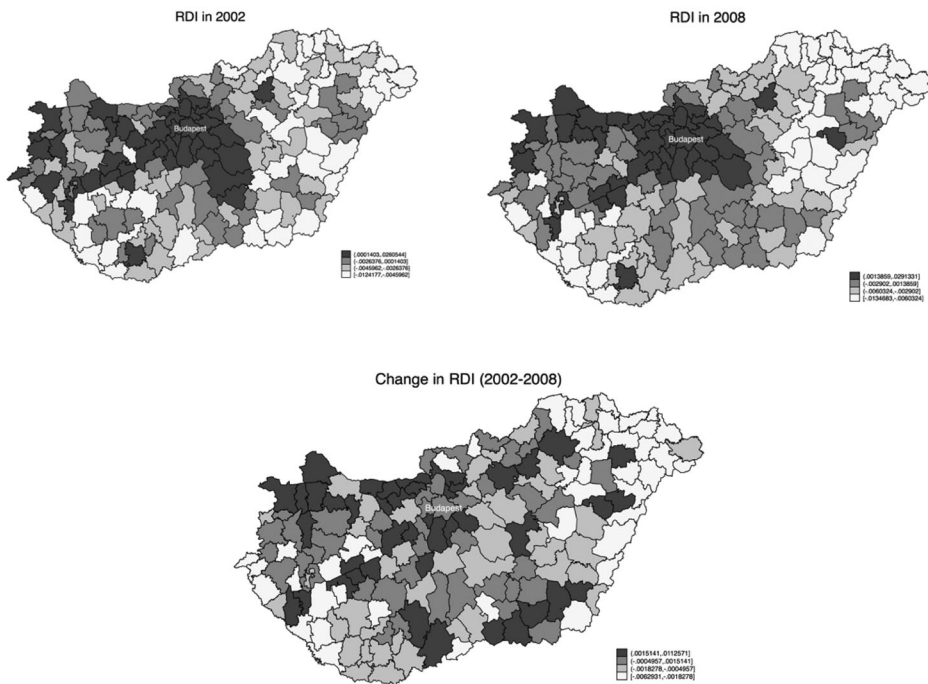 RDI in 2002
Budapest
(.0001403,.0260544]
(-.0026376,.0001403]
(-.0045962,-.0026376]
[-.0124177,-.0045962]
RDI in 2008
Budapest
(.0013859,.0291331]
(-.002902,.0013859]
(-.0060324,-.002902]
[-.0134683,-.0060324]
Change in RDI (2002-2008)
Budapest
(.0015141,.0112571]
(-.0004957,.0015141]
(-.0018278,-.0004957]
[-.0062931,-.0018278]